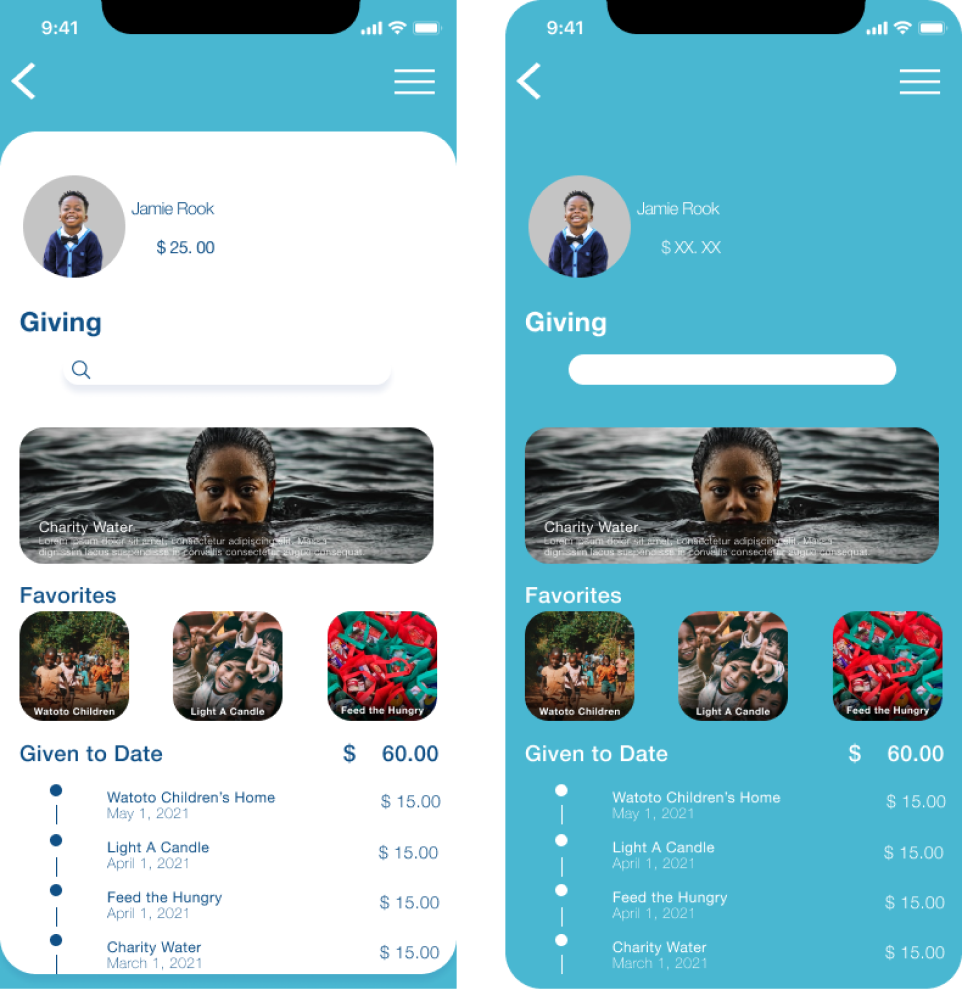 9:41
Jamie Rook
$ 25. 00
Giving
Charity Water
Lorem ipsum dolor sit amet, consectetur adipiscing elit. Massa
dignissim lacus suspendisse in convallis consectetur augue consequat.
Favorites
Watoto Children
Light A Candle
Feed the Hungry
Given to Date $ 60.00
Watoto Children's Home $ 15.00
May 1, 2021
Light A Candle $ 15.00
April 1, 2021
Feed the Hungry $ 15.00
April 1, 2021
Charity Water $ 15.00
March 1, 2021
9:41
Jamie Rook
$ XX. XX
Giving
Charity Water
Lorem ipsum dolor sit amet, consectetur adipiscing elit. Massa
dignissim lacus suspendisse in convallis consectetur augue consequat.
Favorites
Watoto Children
Light A Candle
Feed the Hungry
Given to Date $ 60.00
Watoto Children's Home $ 15.00
May 1, 2021
Light A Candle $ 15.00
April 1, 2021
Feed the Hungry $ 15.00
April 1, 2021
Charity Water $ 15.00
March 1, 2021